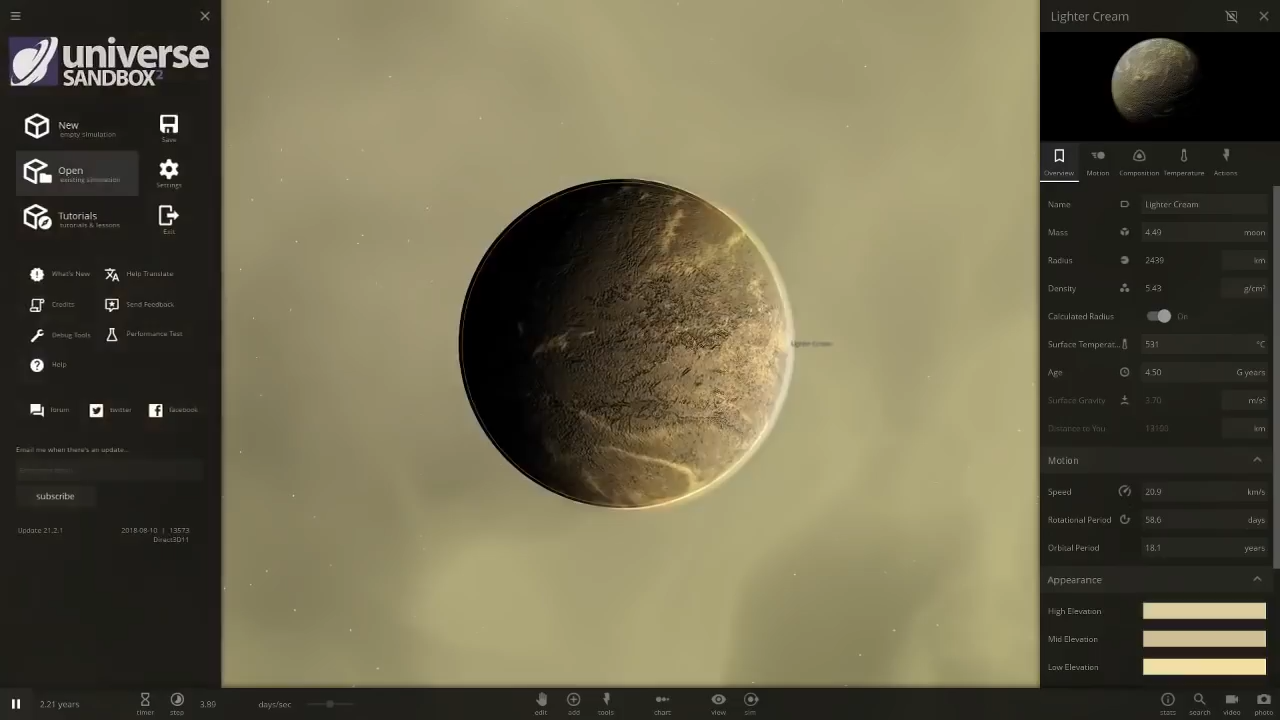 universe
SANDBOX 2
New
empty simulation
Save
Open
existing simulation
Settings
Tutorials
tutorials & lessons
Exit
What's New
Help Translate
Credits
Send Feedback
Debug Tools
Performance Test
Help
forum
twitter
facebook
Email me when there's an update...
subscribe
Update 21.2.1
2018-08-10 | 13573
Direct3D11
Lighter Cream
Lighter Cream
Overview
Motion
Composition
Temperature
Actions
Name Lighter Cream
Mass 4.49 moon
Radius 2439 km
Density 5.43 g/cm³
Calculated Radius On
Surface Temperat... 531 °C
Age 4.50 G years
Surface Gravity 3.70 m/s²
Distance to You 13100 km
Motion
Speed 20.9 km/s
Rotational Period 58.6 days
Orbital Period 18.1 years
Appearance
High Elevation
Mid Elevation
Low Elevation
2.21 years
timer
step
3.89 days/sec
edit
add
tools
chart
view
sim
stats
search
video
photo